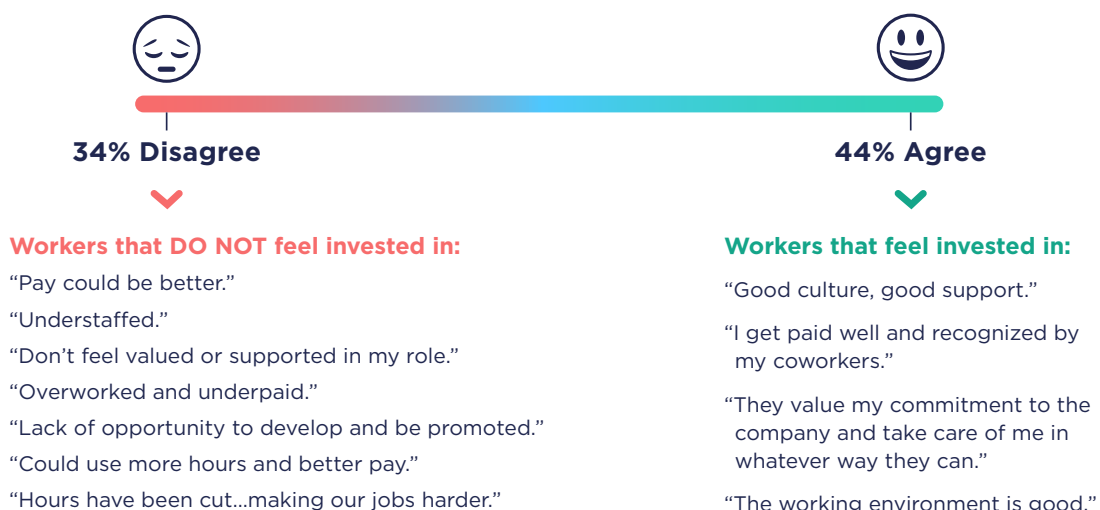 34% Disagree
44% Agree
Workers that DO NOT feel invested in:
“Pay could be better.”
“Understaffed.”
“Don’t feel valued or supported in my role.”
“Overworked and underpaid.”
“Lack of opportunity to develop and be promoted.”
“Could use more hours and better pay.”
“Hours have been cut...making our jobs harder.”
Workers that feel invested in:
“Good culture, good support.”
“I get paid well and recognized by
my coworkers.”
“They value my commitment to the
company and take care of me in
whatever way they can.”
“The working environment is good.”